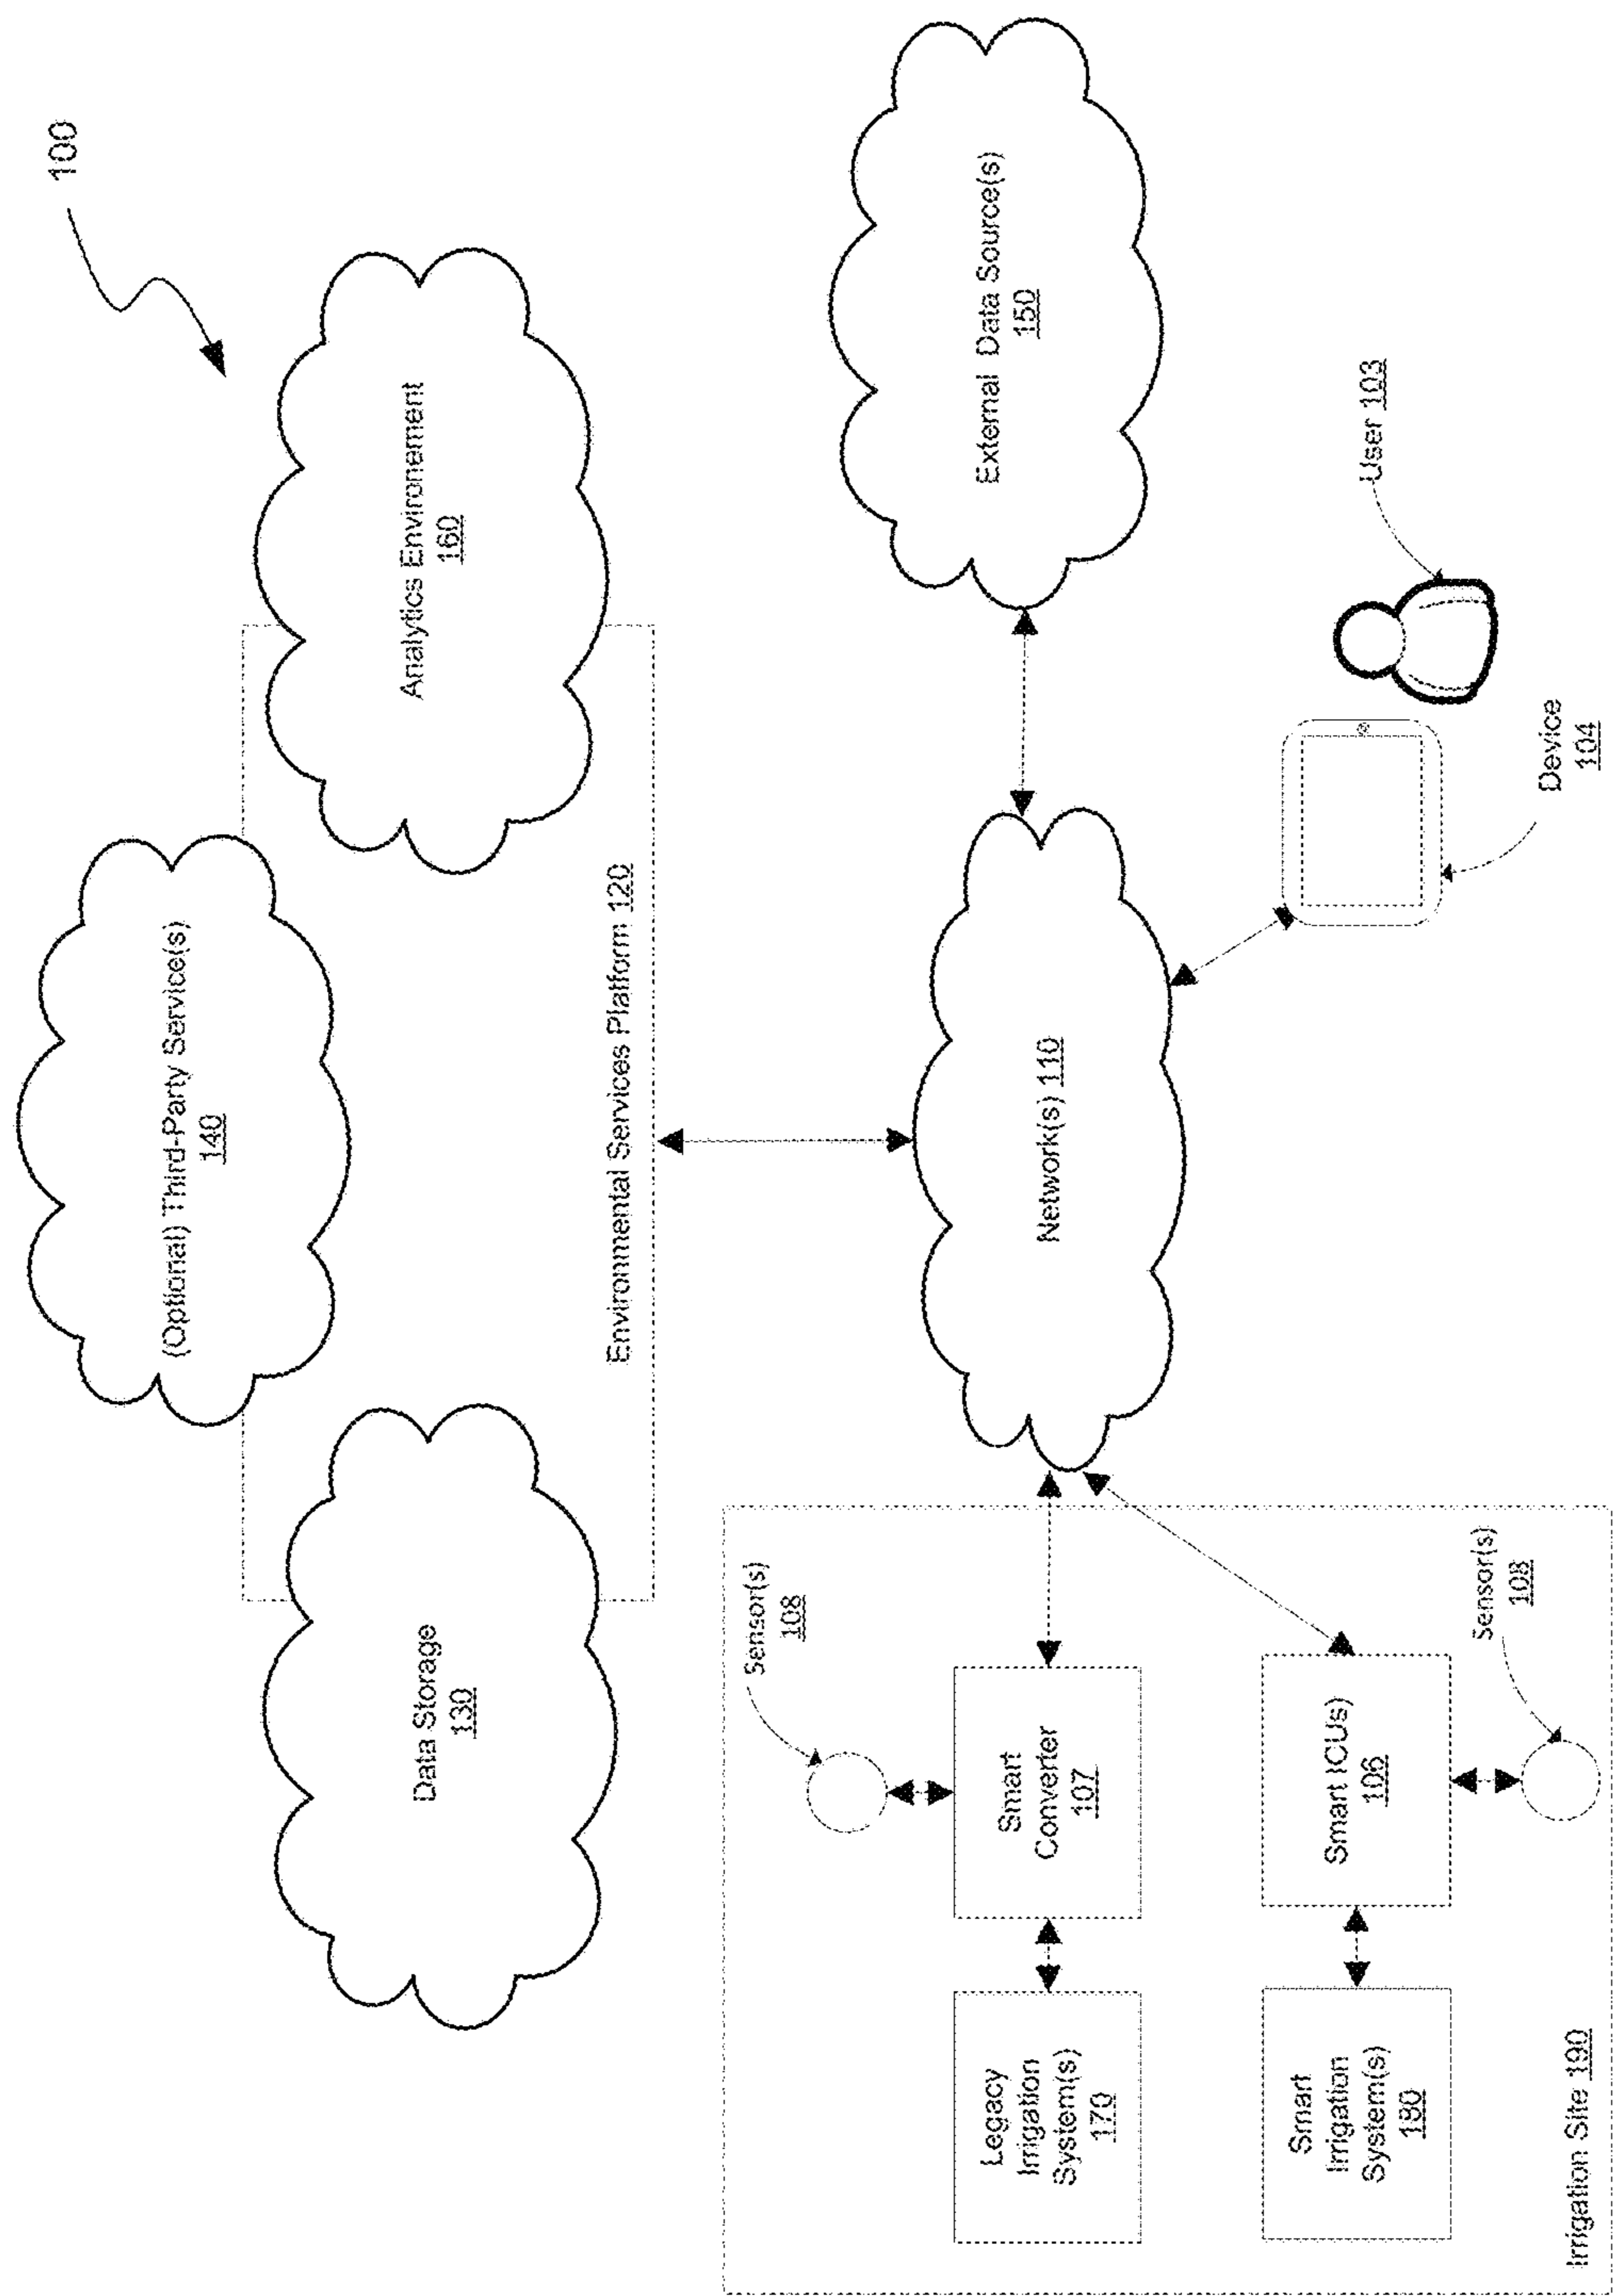 100
(Optional) Third-Party Service(s)
140
Data Storage
130
Analytics Environement
160
Environmental Services Platform 120
Sensor(s)
108
External Data Source(s)
150
Network(s) 110
Legacy
Irrigation
System(s)
170
Smart
Converter
107
Smart
Irrigation
System(s)
180
Smart ICUs)
106
User 103
Sensor(s)
108
Device
104
Irrigation Site 190